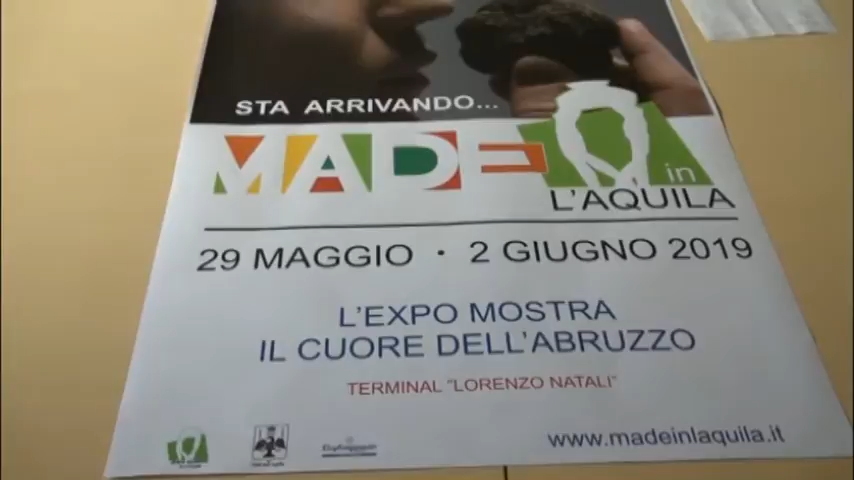 STA ARRIVANDO...
MADE in
L'AQUILA
29 MAGGIO · 2 GIUGNO 2019
L'EXPO MOSTRA
IL CUORE DELL'ABRUZZO
TERMINAL "LORENZO NATALI"
www.madeinlaquila.it